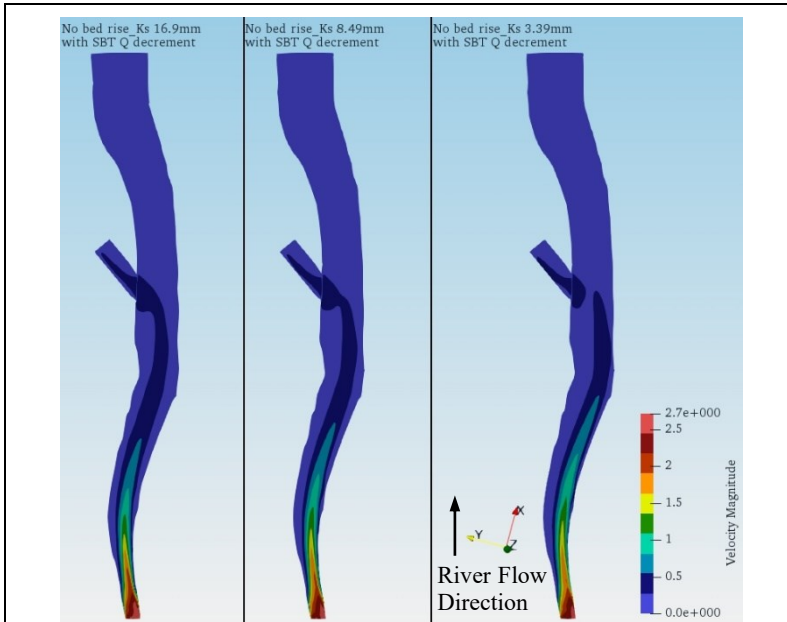 No bed rise_Ks 16.9mm
with SBT Q decrement
No bed rise_Ks 8.49mm
with SBT Q decrement
No bed rise_Ks 3.39mm
with SBT Q decrement
2.7e+000
2.5
2
1.5
1
0.5
0.0e+000
Velocity Magnitude
X
Y
Z
River Flow
Direction